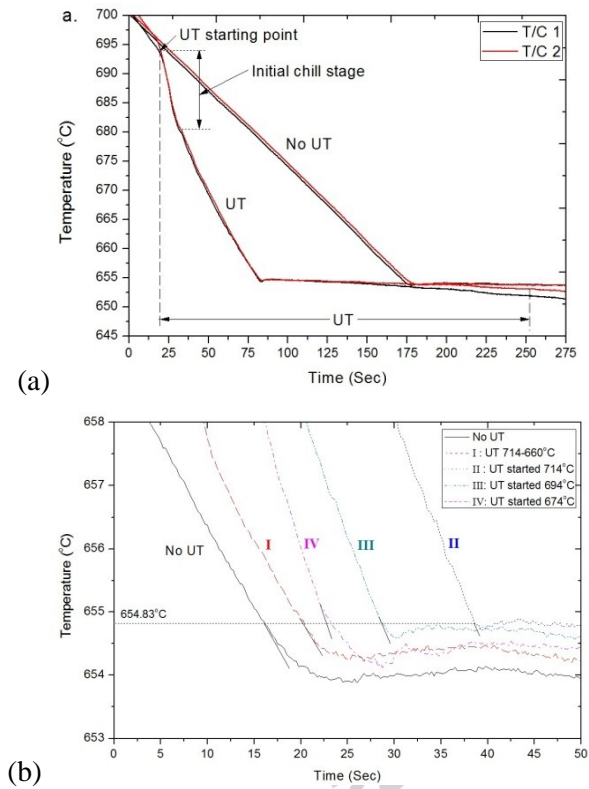 a.
700
695
690
685
680
675
670
665
660
655
650
645
Temperature (°C)
UT starting point
Initial chill stage
No UT
UT
UT
T/C 1
T/C 2
0 25 50 75 100 125 150 175 200 225 250 275
Time (Sec)
(a)
658
657
656
655
654
653
Temperature (°C)
No UT
I : UT 714-660°C
II : UT started 714°C
III: UT started 694°C
IV: UT started 674°C
No UT
I
IV
III
II
654.83°C
0 5 10 15 20 25 30 35 40 45 50
Time (Sec)
(b)